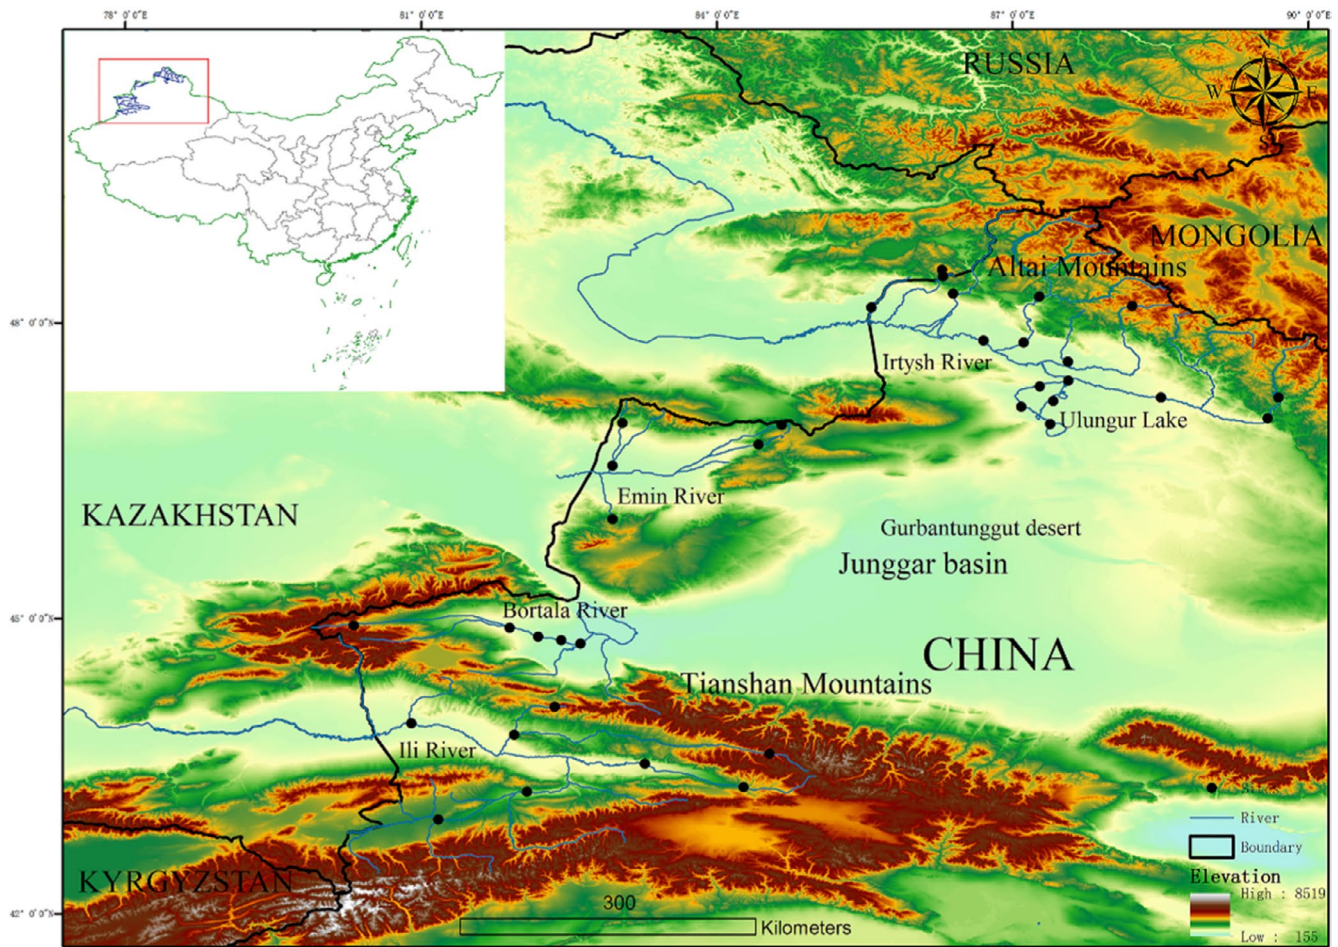 78° 0′0″E
81° 0′0″E
84° 0′0″E
87° 0′0″E
90° 0′0″E
RUSSIA
N
W
E
S
MONGOLIA
Altai Mountains
48° 0′0″N
Irtysh River
Ulungur Lake
Emin River
KAZAKHSTAN
Gurbantunggut desert
Junggar basin
45° 0′0″N
Bortala River
CHINA
Tianshan Mountains
Ili River
River
Boundary
Elevation
KYRGYZSTAN
High : 8519
300
42° 0′0″N
Kilometers
Low : 155